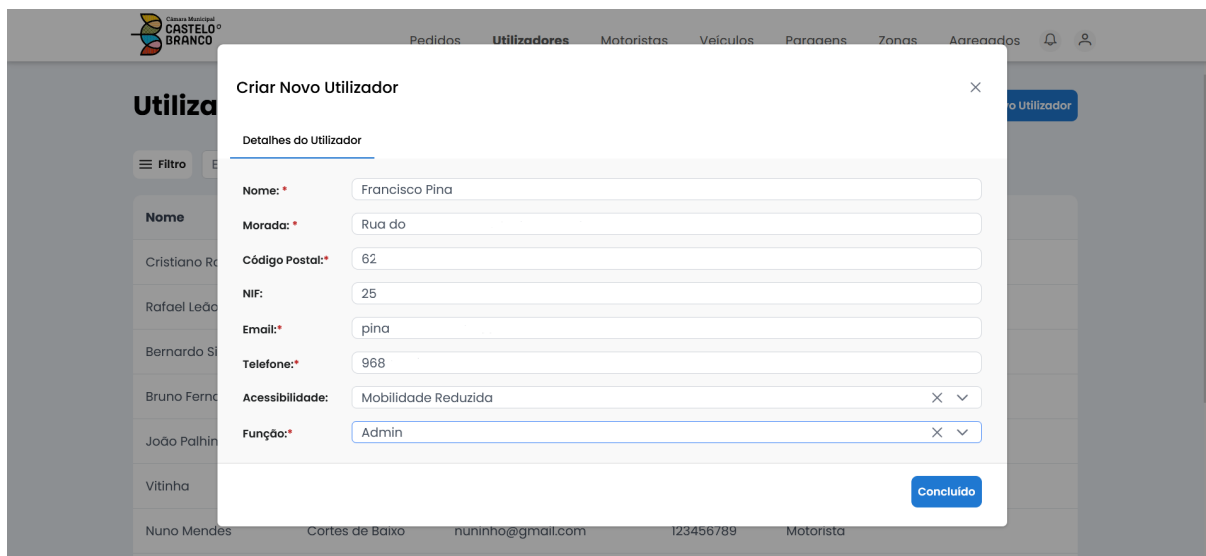 Câmara Municipal
CASTELO
BRANCO
Pedidos Utilizadores Motoristas Veículos Paragens Zonas Agregados
Utiliza
o Utilizador
Criar Novo Utilizador
Detalhes do Utilizador
Filtro
Nome: * Francisco Pina
Morada: * Rua do
Código Postal:* 62
NIF: 25
Email:* pina
Telefone:* 968
Acessibilidade: Mobilidade Reduzida
Função:* Admin
Concluído
Nome
Cristiano Ro
Rafael Leão
Bernardo Si
Bruno Ferna
João Palhin
Vitinha
Nuno Mendes Cortes de Baixo nuninho@gmail.com 123456789 Motorista